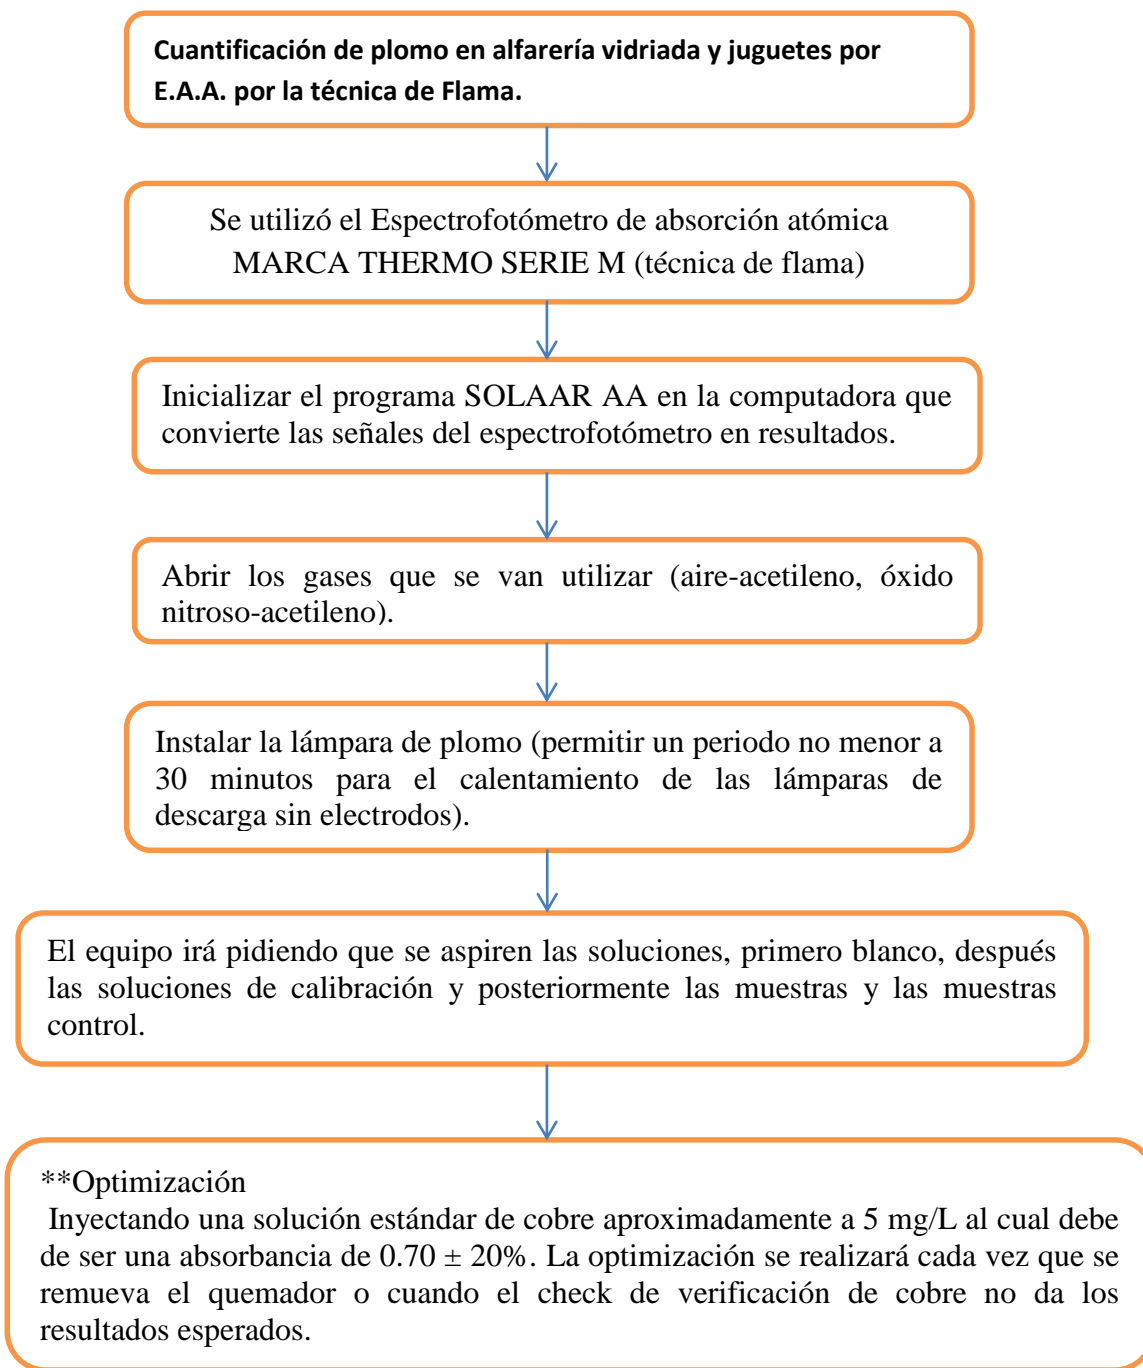 Cuantificación de plomo en alfarería vidriada y juguetes por
E.A.A. por la técnica de Flama.
Se utilizó el Espectrofotómetro de absorción atómica
MARCA THERMO SERIE M (técnica de flama)
Inicializar el programa SOLAAR AA en la computadora que
convierte las señales del espectrofotómetro en resultados.
Abrir los gases que se van utilizar (aire-acetileno, óxido
nitroso-acetileno).
Instalar la lámpara de plomo (permitir un periodo no menor a
30 minutos para el calentamiento de las lámparas de
descarga sin electrodos).
El equipo irá pidiendo que se aspiren las soluciones, primero blanco, después
las soluciones de calibración y posteriormente las muestras y las muestras
control.
**Optimización
Inyectando una solución estándar de cobre aproximadamente a 5 mg/L al cual debe
de ser una absorbancia de 0.70 ± 20%. La optimización se realizará cada vez que se
remueva el quemador o cuando el check de verificación de cobre no da los
resultados esperados.